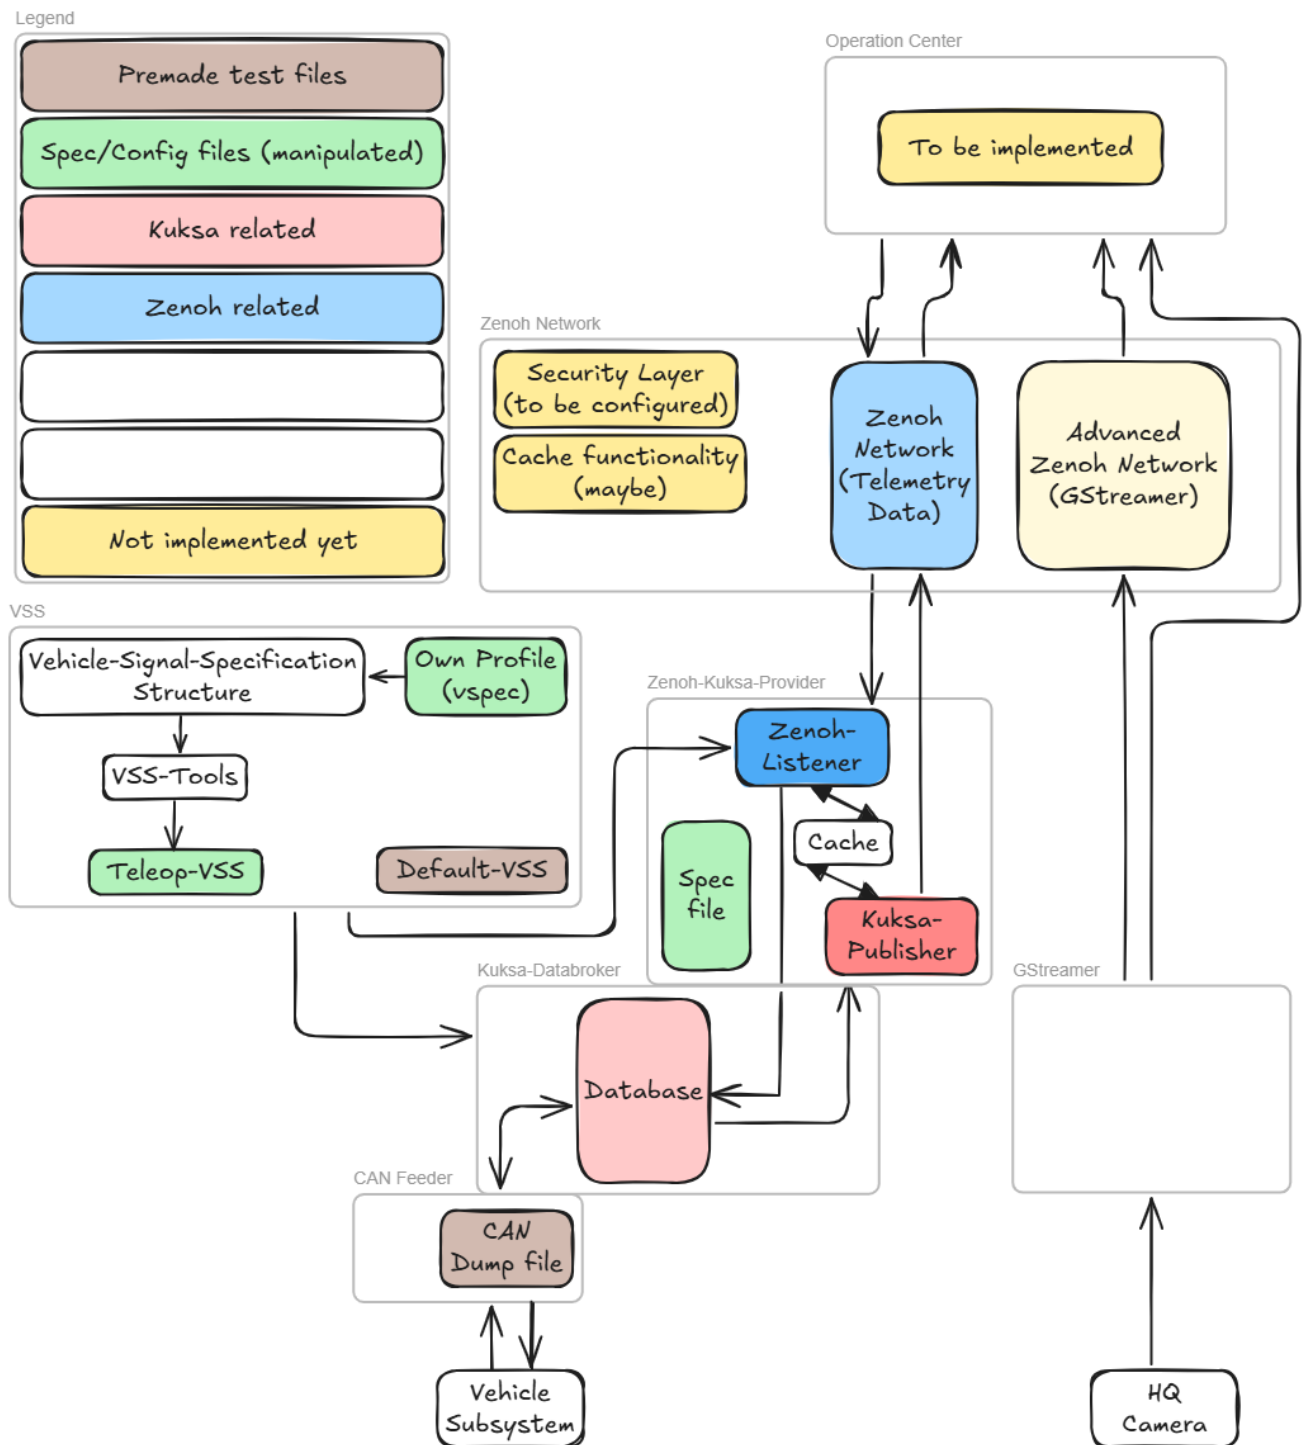 Legend
Premade test files
Spec/Config files (manipulated)
Kuksa related
Zenoh related
Not implemented yet
Operation Center
To be implemented
Zenoh Network
Security Layer
(to be configured)
Cache functionality
(maybe)
Zenoh
Network
(Telemetry
Data)
Advanced
Zenoh Network
(GStreamer)
VSS
Vehicle-Signal-Specification
Structure
Own Profile
(vspec)
VSS-Tools
Teleop-VSS
Default-VSS
Zenoh-Kuksa-Provider
Zenoh-
Listener
Cache
Spec
file
Kuksa-
Publisher
Kuksa-Databroker
Database
GStreamer
CAN Feeder
CAN
Dump file
Vehicle
Subsystem
HQ
Camera